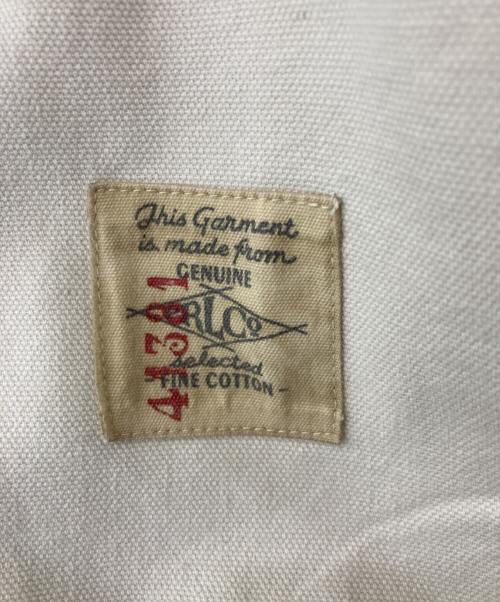 This Garment
is made from
GENUINE
RLCo
selected
-FINE COTTON-
41381